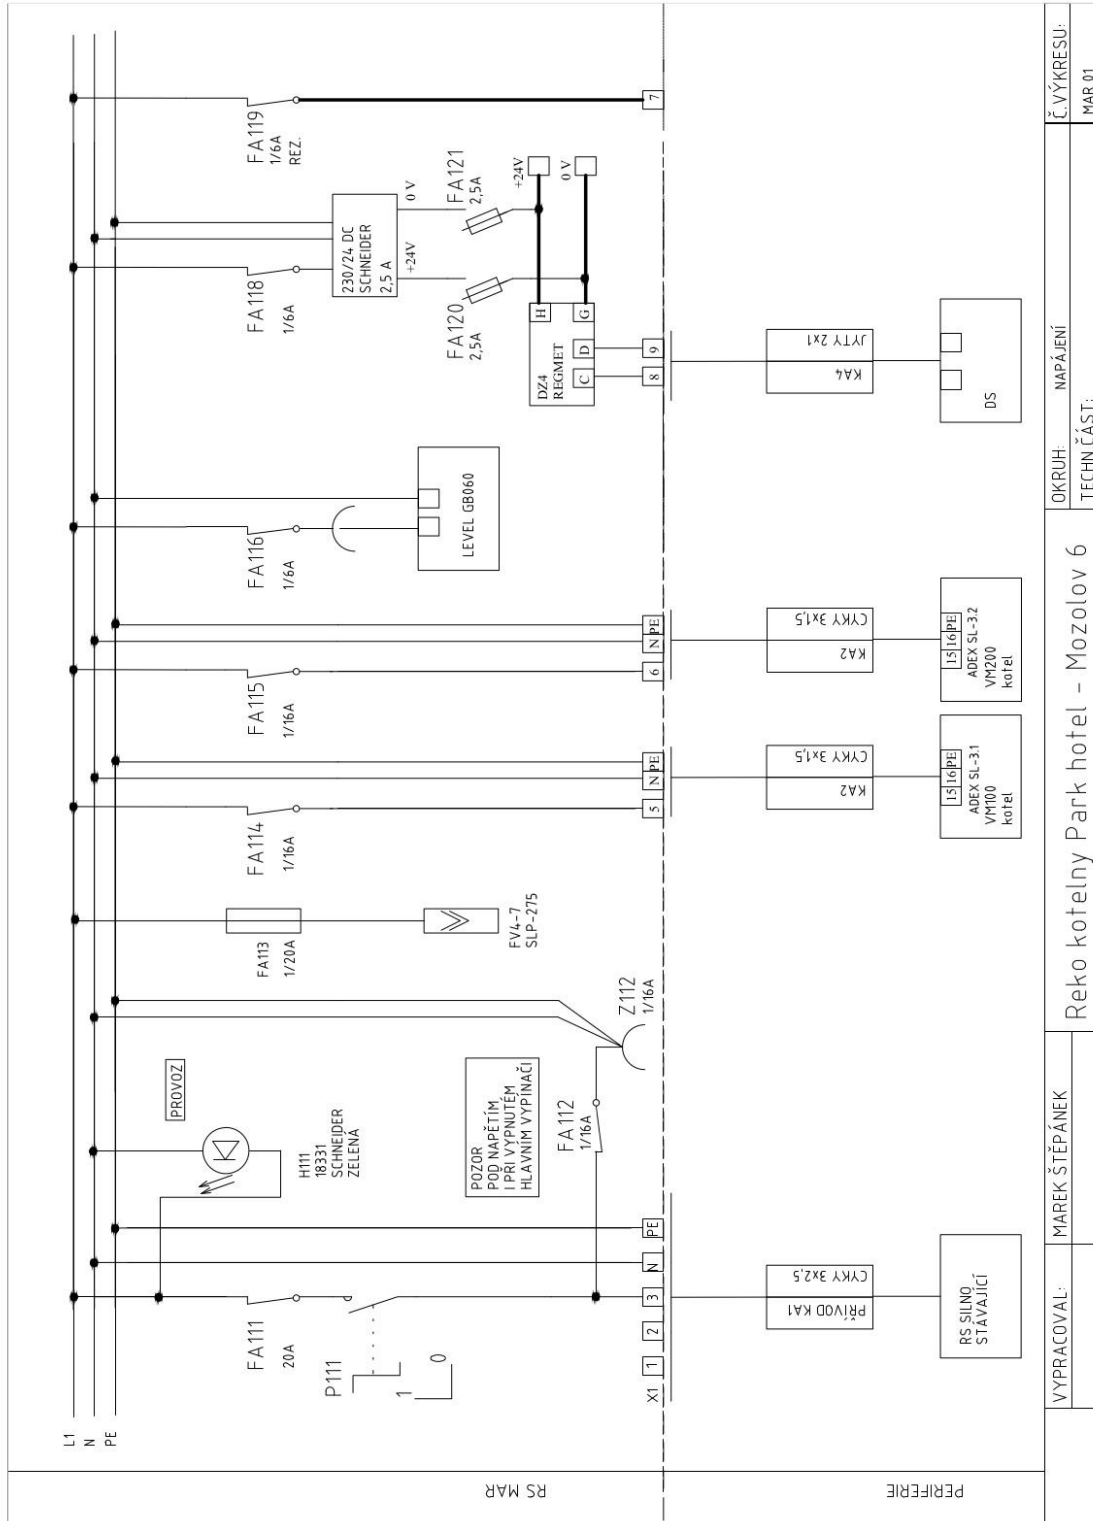 L1
N
PE
FA111
20A
P111
1
0
X1
1
2
3
N
PE
PŘÍVOD KA1
CYKY 3x2,5
RS SILNO
STÁVAJÍCÍ
PROVOZ
H111
18331
SCHNEIDER
ZELENÁ
POZOR
POD NAPĚTÍM
I PŘI VYPNUTÉM
HLAVNÍM VYPÍNAČI
FA112
1/16A
Z112
1/16A
FA113
1/20A
FV4-7
SLP-275
FA114
1/16A
5
N
PE
KA2
CYKY 3x1,5
15
16
PE
ADEX SL-3.1
VM100
kotel
FA115
1/16A
6
N
PE
KA2
CYKY 3x1,5
15
16
PE
ADEX SL-3.2
VM200
kotel
FA116
1/6A
LEVEL GB060
FA118
1/6A
230/24 DC
SCHNEIDER
2,5 A
+24V
0 V
FA120
2,5A
FA121
2,5A
+24V
0 V
DZ4
REGMET
H
G
C
D
8
9
KA4
JYTY 2x1
DS
FA119
1/6A
REZ.
7
RS MAR
PERIFERIE
VYPRACOVAL:
MAREK ŠTĚPÁNEK
Reko kotelny Park hotel - Mozolov 6
OKRUH:
NAPÁJENÍ
TECHN.ČÁST:
Č.VÝKRESU:
MAR 01